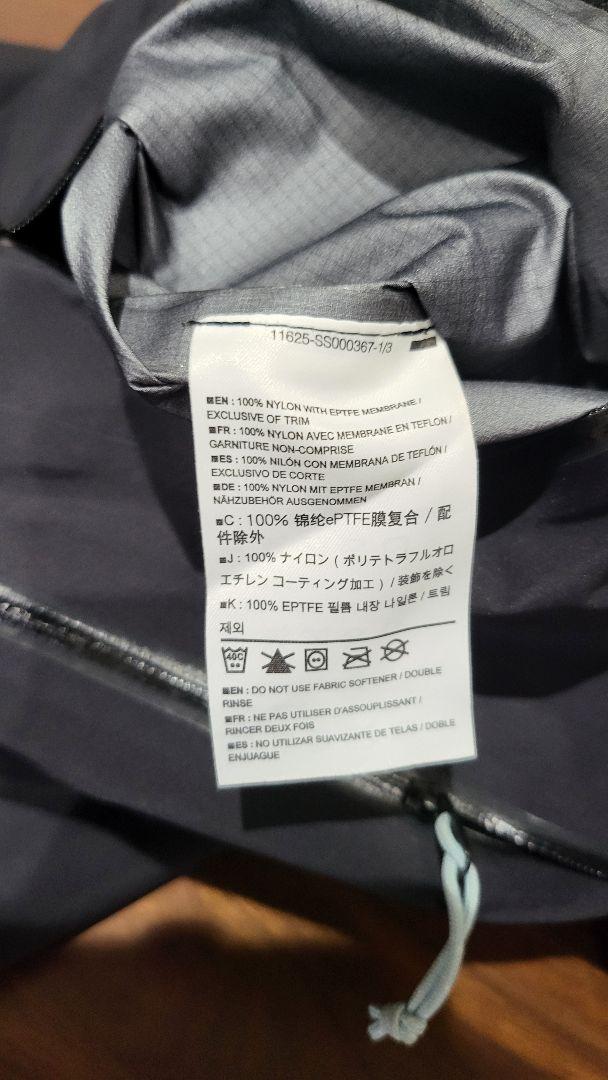 11625-SS000367-1/3
EN : 100% NYLON WITH EPTFE MEMBRANE /
EXCLUSIVE OF TRIM
FR : 100% NYLON AVEC MEMBRANE EN TEFLON /
GARNITURE NON-COMPRISE
ES : 100% NILÓN CON MEMBRANA DE TEFLÓN /
EXCLUSIVO DE CORTE
DE : 100% NYLON MIT EPTFE MEMBRAN /
NÄHZUBEHÖR AUSGENOMMEN
C : 100% 锦纶ePTFE膜复合 / 配
件除外
J : 100% ナイロン ( ポリテトラフルオロ
エチレン コーティング加工 ) / 装飾を除く
K : 100% EPTFE 필름 내장 나일론 / 트림
제외
40C
EN : DO NOT USE FABRIC SOFTENER / DOUBLE
RINSE
FR : NE PAS UTILISER D'ASSOUPLISSANT /
RINCER DEUX FOIS
ES : NO UTILIZAR SUAVIZANTE DE TELAS / DOBLE
ENJUAGUE